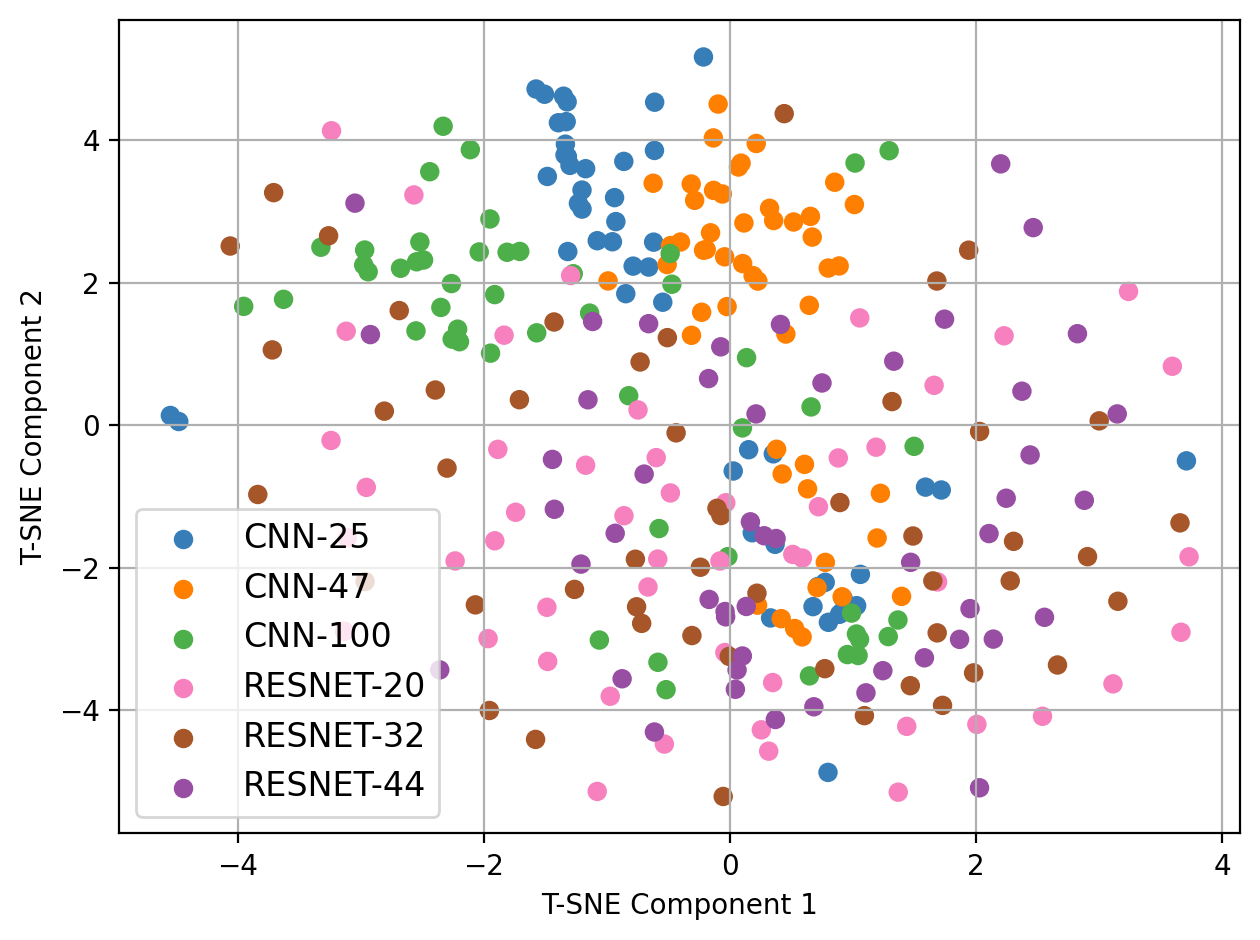 4
2
0
−2
−4
T-SNE Component 2
CNN-25
CNN-47
CNN-100
RESNET-20
RESNET-32
RESNET-44
−4
−2
0
2
4
T-SNE Component 1